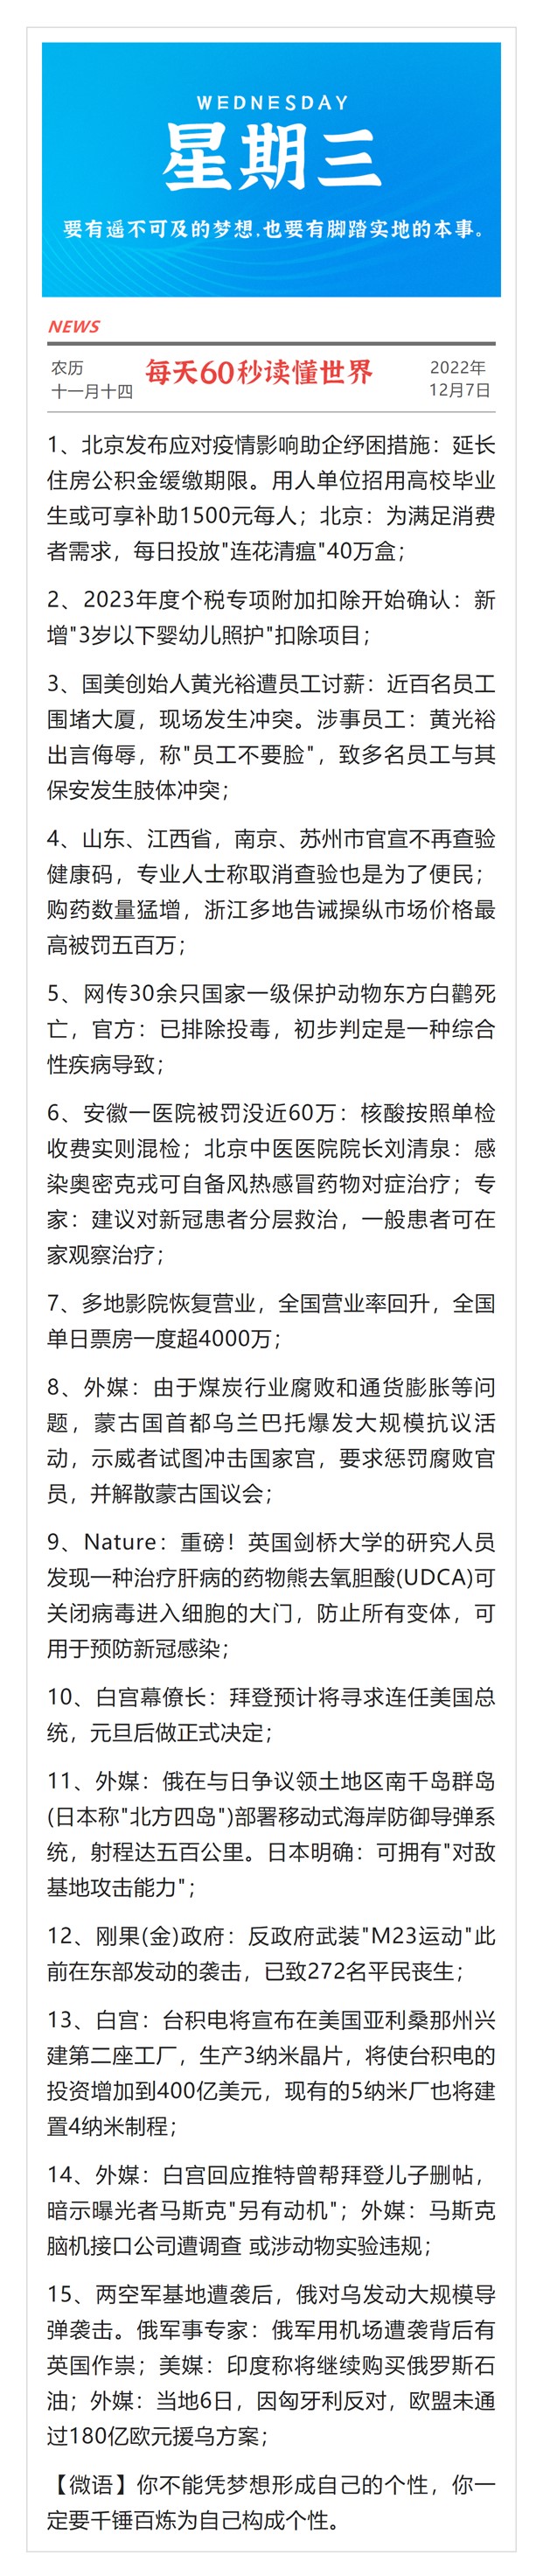 WEDNESDAY
星期三
要有遥不可及的梦想,也要有脚踏实地的本事。
NEWS
农历
十一月十四
每天60秒读懂世界
2022年
12月7日
1、北京发布应对疫情影响助企纾困措施：延长
住房公积金缓缴期限。用人单位招用高校毕业
生或可享补助1500元每人；北京：为满足消费
者需求，每日投放"连花清瘟"40万盒；
2、2023年度个税专项附加扣除开始确认：新
增"3岁以下婴幼儿照护"扣除项目；
3、国美创始人黄光裕遭员工讨薪：近百名员工
围堵大厦，现场发生冲突。涉事员工：黄光裕
出言侮辱，称"员工不要脸"，致多名员工与其
保安发生肢体冲突；
4、山东、江西省，南京、苏州市官宣不再查验
健康码，专业人士称取消查验也是为了便民；
购药数量猛增，浙江多地告诫操纵市场价格最
高被罚五百万；
5、网传30余只国家一级保护动物东方白鹳死
亡，官方：已排除投毒，初步判定是一种综合
性疾病导致；
6、安徽一医院被罚没近60万：核酸按照单检
收费实则混检；北京中医医院院长刘清泉：感
染奥密克戎可自备风热感冒药物对症治疗；专
家：建议对新冠患者分层救治，一般患者可在
家观察治疗；
7、多地影院恢复营业，全国营业率回升，全国
单日票房一度超4000万；
8、外媒：由于煤炭行业腐败和通货膨胀等问
题，蒙古国首都乌兰巴托爆发大规模抗议活
动，示威者试图冲击国家宫，要求惩罚腐败官
员，并解散蒙古国议会；
9、Nature：重磅！英国剑桥大学的研究人员
发现一种治疗肝病的药物熊去氧胆酸(UDCA)可
关闭病毒进入细胞的大门，防止所有变体，可
用于预防新冠感染；
10、白宫幕僚长：拜登预计将寻求连任美国总
统，元旦后做正式决定；
11、外媒：俄在与日争议领土地区南千岛群岛
(日本称"北方四岛")部署移动式海岸防御导弹系
统，射程达五百公里。日本明确：可拥有"对敌
基地攻击能力"；
12、刚果(金)政府：反政府武装"M23运动"此
前在东部发动的袭击，已致272名平民丧生；
13、白宫：台积电将宣布在美国亚利桑那州兴
建第二座工厂，生产3纳米晶片，将使台积电的
投资增加到400亿美元，现有的5纳米厂也将建
置4纳米制程；
14、外媒：白宫回应推特曾帮拜登儿子删帖，
暗示曝光者马斯克"另有动机"；外媒：马斯克
脑机接口公司遭调查 或涉动物实验违规；
15、两空军基地遭袭后，俄对乌发动大规模导
弹袭击。俄军事专家：俄军用机场遭袭背后有
英国作祟；美媒：印度称将继续购买俄罗斯石
油；外媒：当地6日，因匈牙利反对，欧盟未通
过180亿欧元援乌方案；
【微语】你不能凭梦想形成自己的个性，你一
定要千锤百炼为自己构成个性。